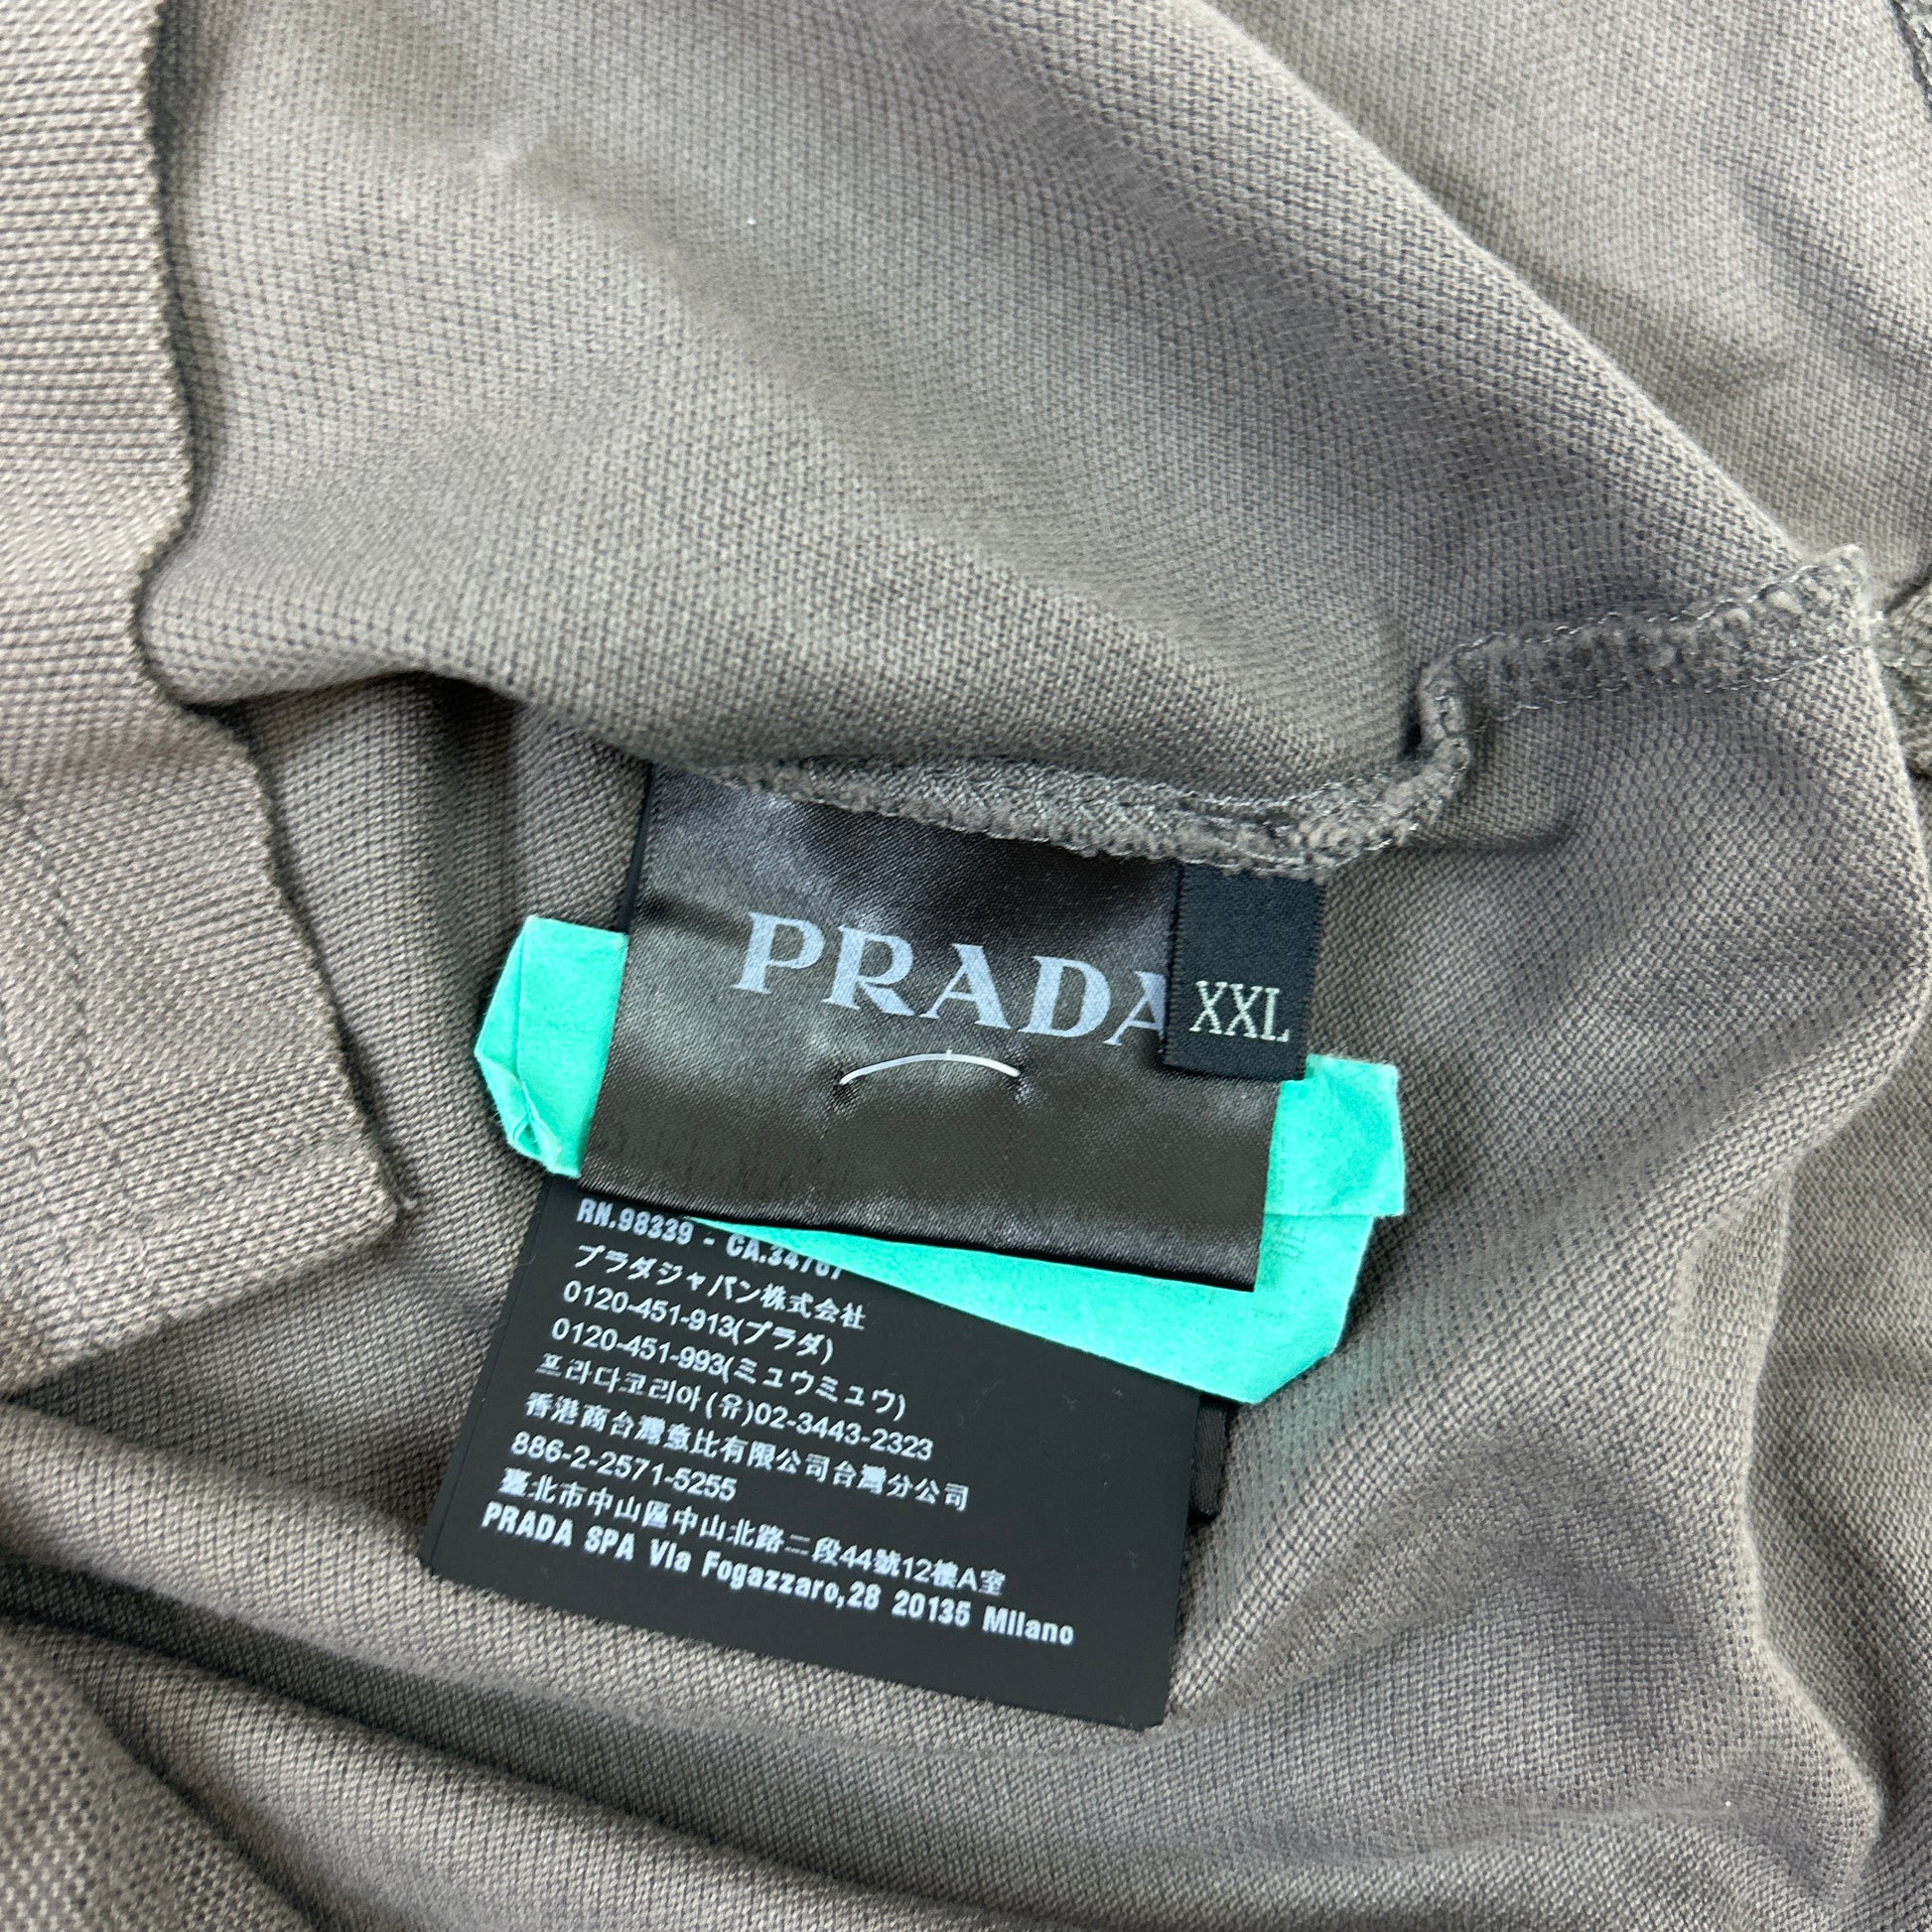 PRADA
XXL
RN.98339 - CA.34707
プラダジャパン株式会社
0120-451-913(プラダ)
0120-451-993(ミュウミュウ)
프라다코리아(유)02-3443-2323
香港商台灣意比有限公司台灣分公司
886-2-2571-5255
臺北市中山區中山北路二段44號12樓A室
PRADA SPA Via Fogazzaro,28 20135 Milano